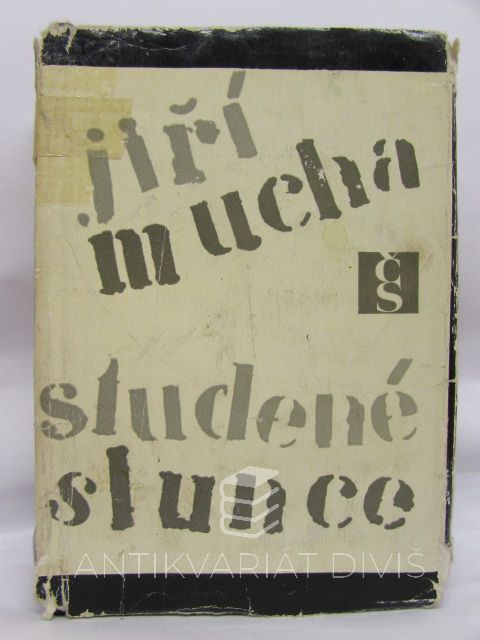 jiří
mucha
čs
studené
slunce
ANTIKVARIÁT DIVIŠ